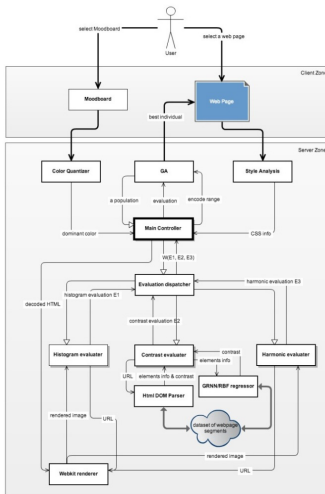 select Moodboard
select a web page
User
Client Zone
Moodboard
Web Page
best individual
Server Zone
Color Quantizer
GA
Style Analysis
a population
evaluation
encode range
Main Controller
dominant color
CSS info
W(E1, E2, E3)
decoded HTML
Evaluation dispatcher
harmonic evaluation E3
histogram evaluation E1
contrast evaluation E2
Histogram evaluater
Contrast evaluater
contrast
Harmonic evaluater
elements info
URL
elements info & contrast
GRNN/RBF regressor
Html DOM Parser
dataset of webpage
segments
rendered image
URL
rendered image
Webkit renderer
URL